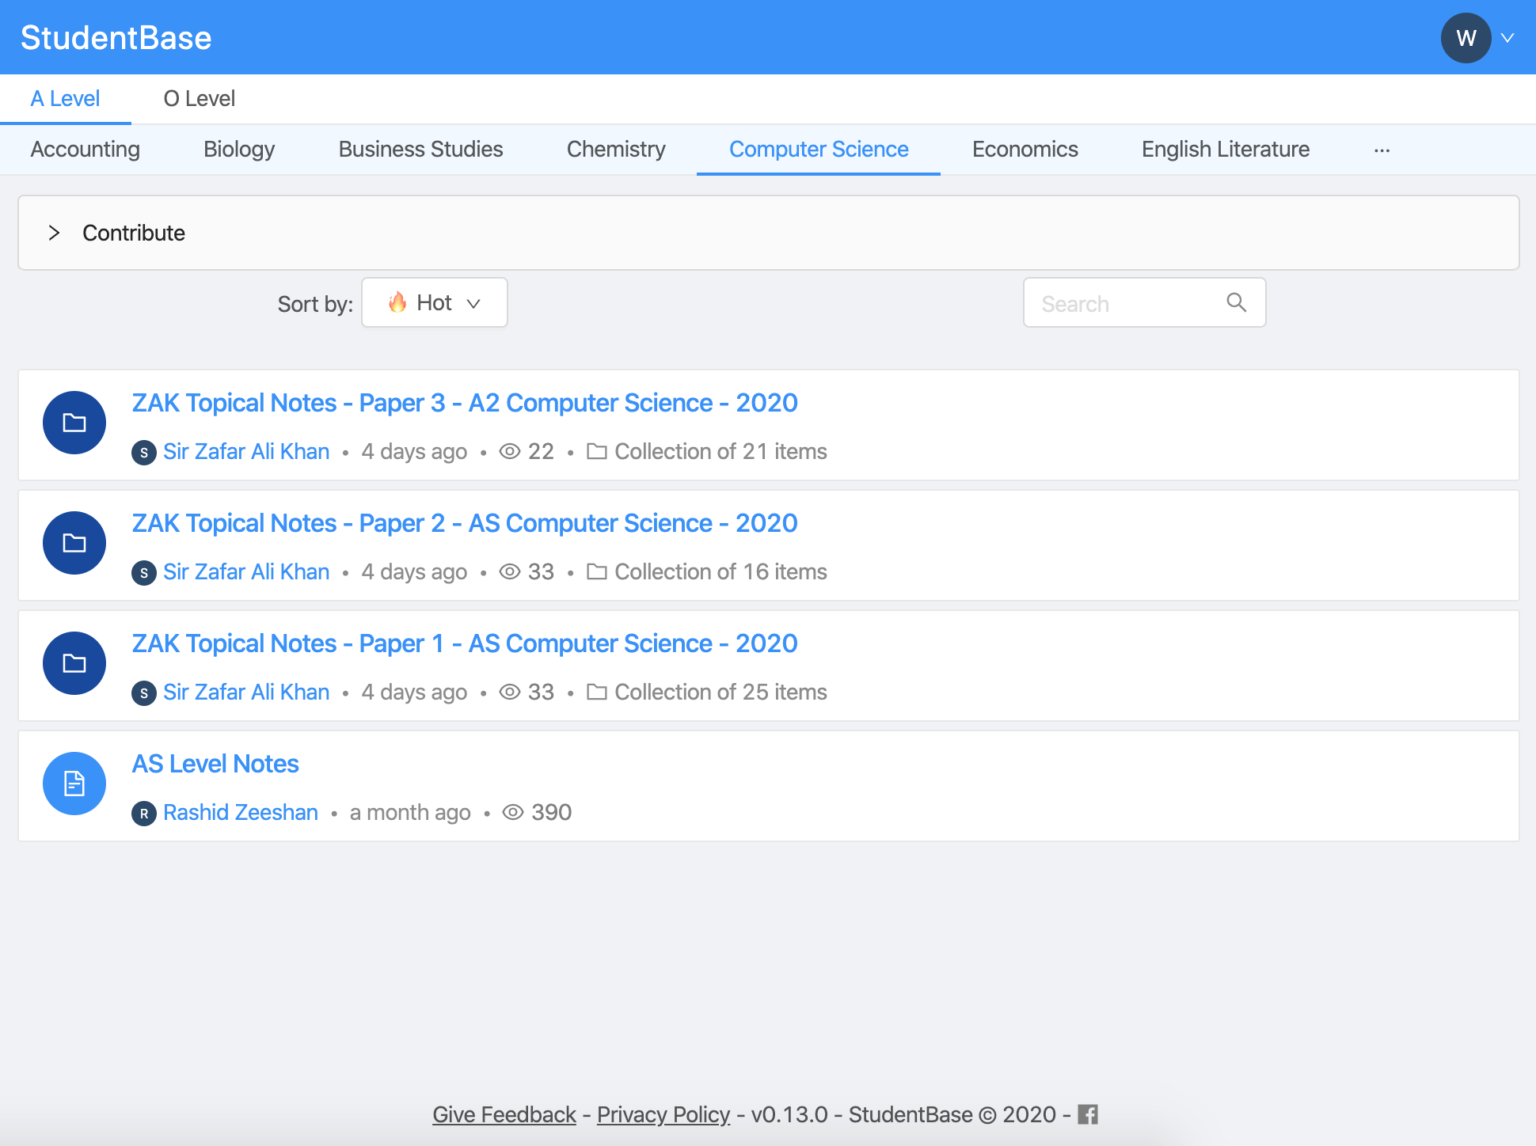 StudentBase
W
A Level
O Level
Accounting
Biology
Business Studies
Chemistry
Computer Science
Economics
English Literature
...
Contribute
Sort by:
Hot
Search
ZAK Topical Notes - Paper 3 - A2 Computer Science - 2020
S Sir Zafar Ali Khan • 4 days ago • 22 • Collection of 21 items
ZAK Topical Notes - Paper 2 - AS Computer Science - 2020
S Sir Zafar Ali Khan • 4 days ago • 33 • Collection of 16 items
ZAK Topical Notes - Paper 1 - AS Computer Science - 2020
S Sir Zafar Ali Khan • 4 days ago • 33 • Collection of 25 items
AS Level Notes
R Rashid Zeeshan • a month ago • 390
Give Feedback - Privacy Policy - v0.13.0 - StudentBase © 2020 -